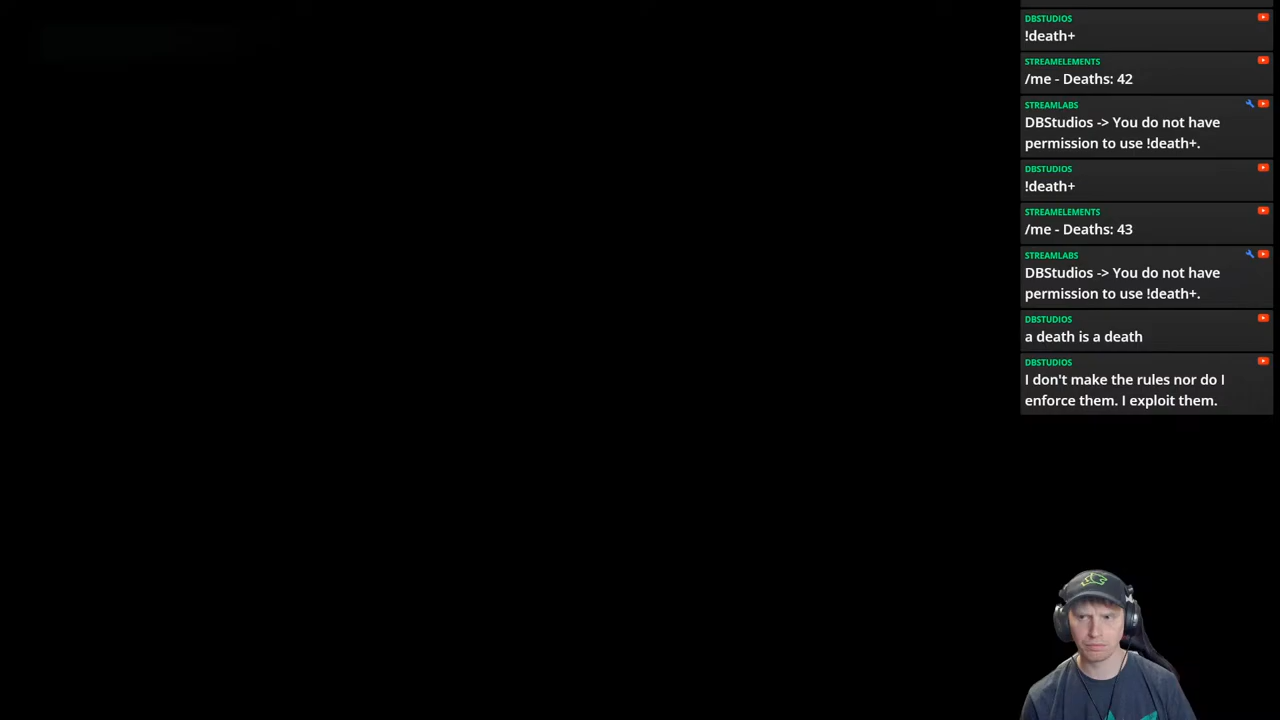 DBSTUDIOS
!death+
STREAMELEMENTS
/me - Deaths: 42
STREAMLABS
DBStudios -> You do not have
permission to use !death+.
DBSTUDIOS
!death+
STREAMELEMENTS
/me - Deaths: 43
STREAMLABS
DBStudios -> You do not have
permission to use !death+.
DBSTUDIOS
a death is a death
DBSTUDIOS
I don't make the rules nor do I
enforce them. I exploit them.